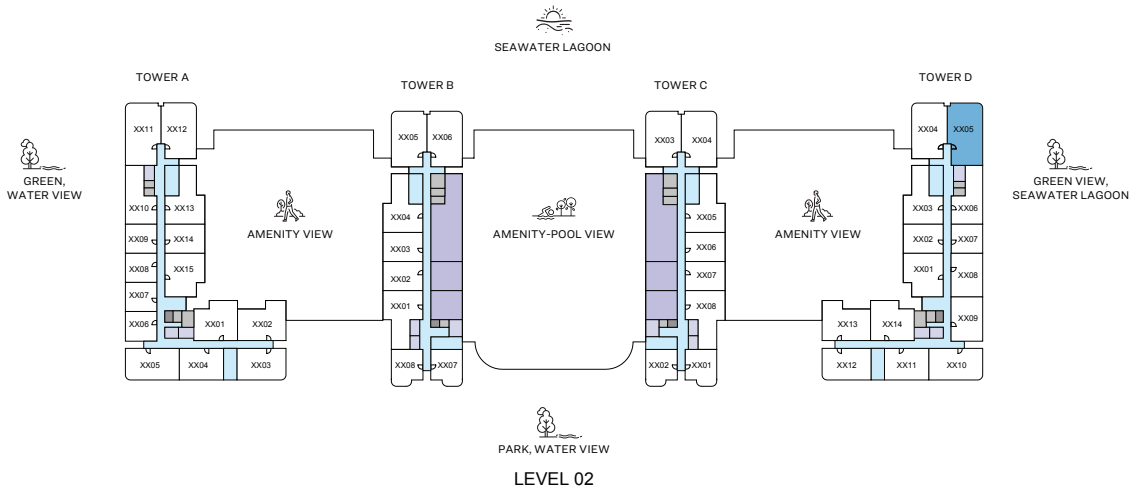 SEAWATER LAGOON
TOWER A
TOWER B
TOWER C
TOWER D
XX11
XX12
XX05
XX06
XX03
XX04
XX04
XX05
GREEN,
WATER VIEW
GREEN VIEW,
SEAWATER LAGOON
XX10
XX13
XX04
XX05
XX03
XX06
AMENITY VIEW
AMENITY-POOL VIEW
AMENITY VIEW
XX09
XX14
XX03
XX06
XX02
XX07
XX08
XX15
XX02
XX07
XX01
XX08
XX07
XX01
XX08
XX06
XX01
XX02
XX13
XX14
XX09
XX05
XX04
XX03
XX08
XX07
XX02
XX01
XX12
XX11
XX10
PARK, WATER VIEW
LEVEL 02